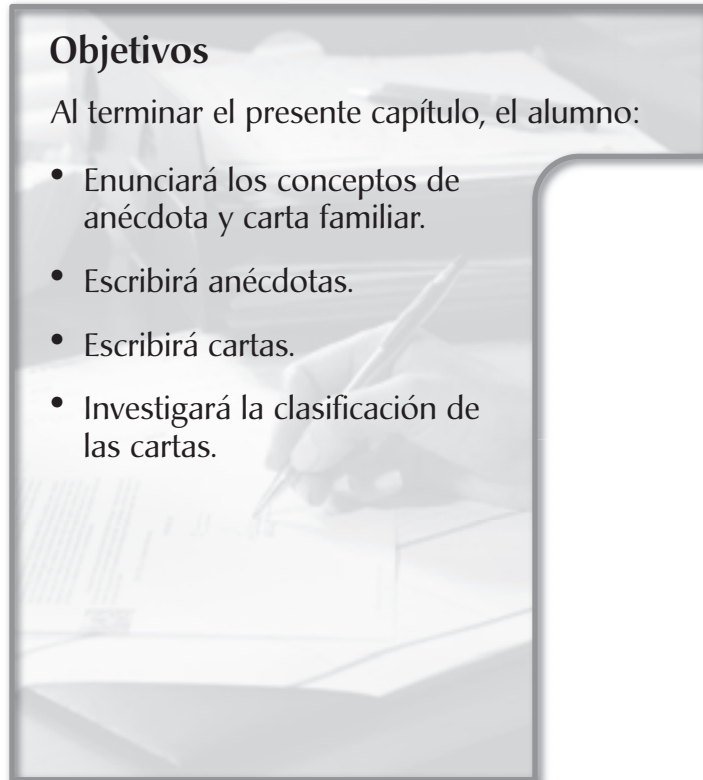 Objetivos
Al terminar el presente capítulo, el alumno:
• Enunciará los conceptos de
anécdota y carta familiar.
• Escribirá anécdotas.
• Escribirá cartas.
• Investigará la clasificación de
las cartas.